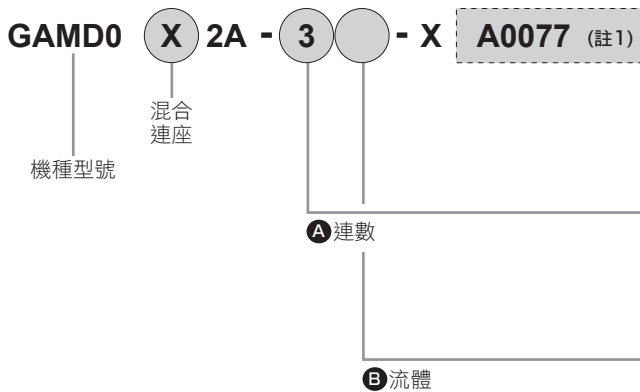 GAMD0 X 2A - 3 - X A0077 (註1)
混合
連座
機種型號
A 連數
B 流體